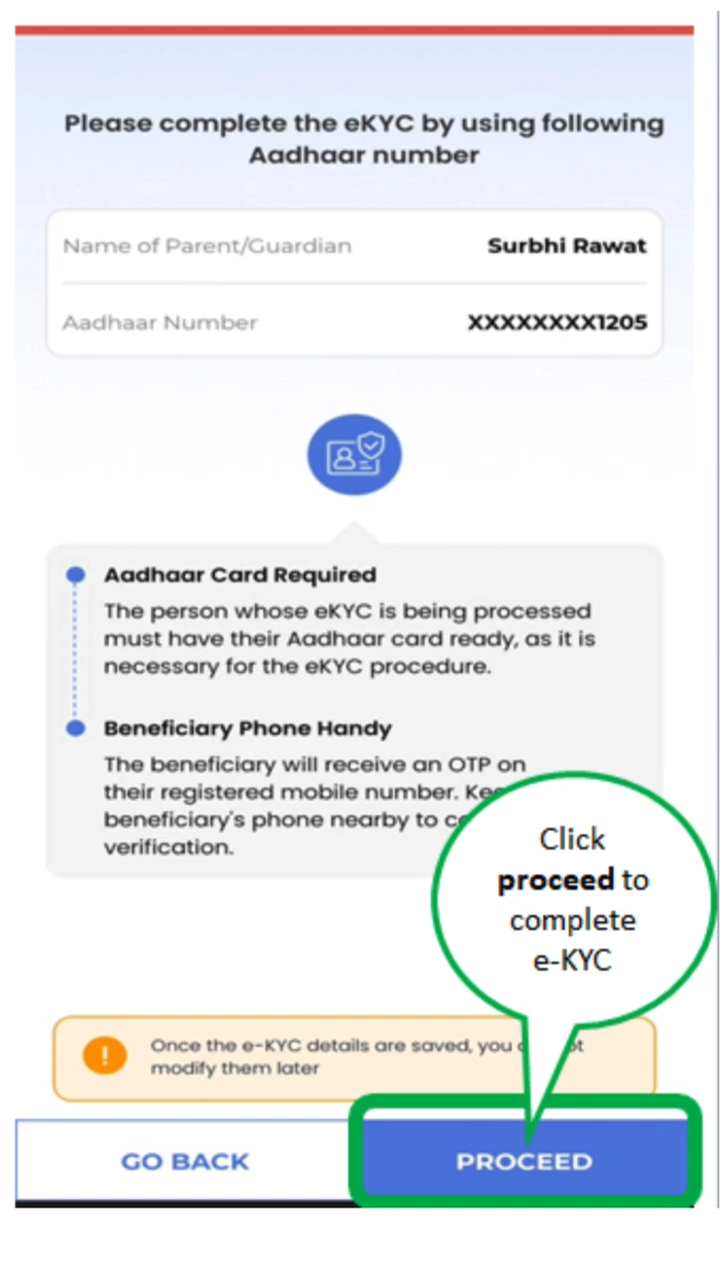 Please complete the eKYC by using following
Aadhaar number
Name of Parent/Guardian Surbhi Rawat
Aadhaar Number XXXXXXXX1205
Aadhaar Card Required
The person whose eKYC is being processed
must have their Aadhaar card ready, as it is
necessary for the eKYC procedure.
Beneficiary Phone Handy
The beneficiary will receive an OTP on
their registered mobile number.
beneficiary's phone nearby to
verification.
Click
proceed to
complete
e-KYC
Once the e-KYC details are saved, you
modify them later
GO BACK
PROCEED